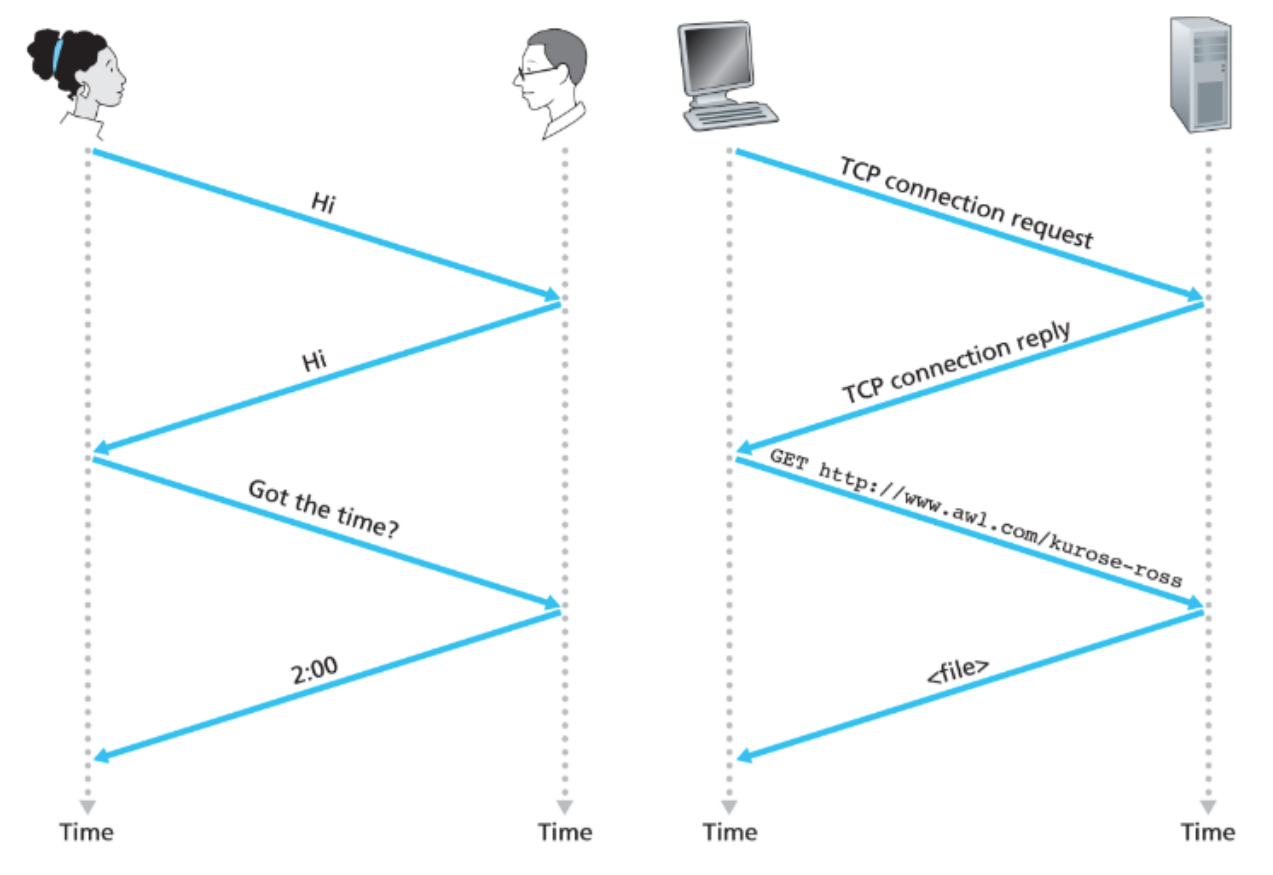 Hi
Hi
Got the time?
2:00
Time
Time
TCP connection request
TCP connection reply
GET http://www.awl.com/kurose-ross
<file>
Time
Time